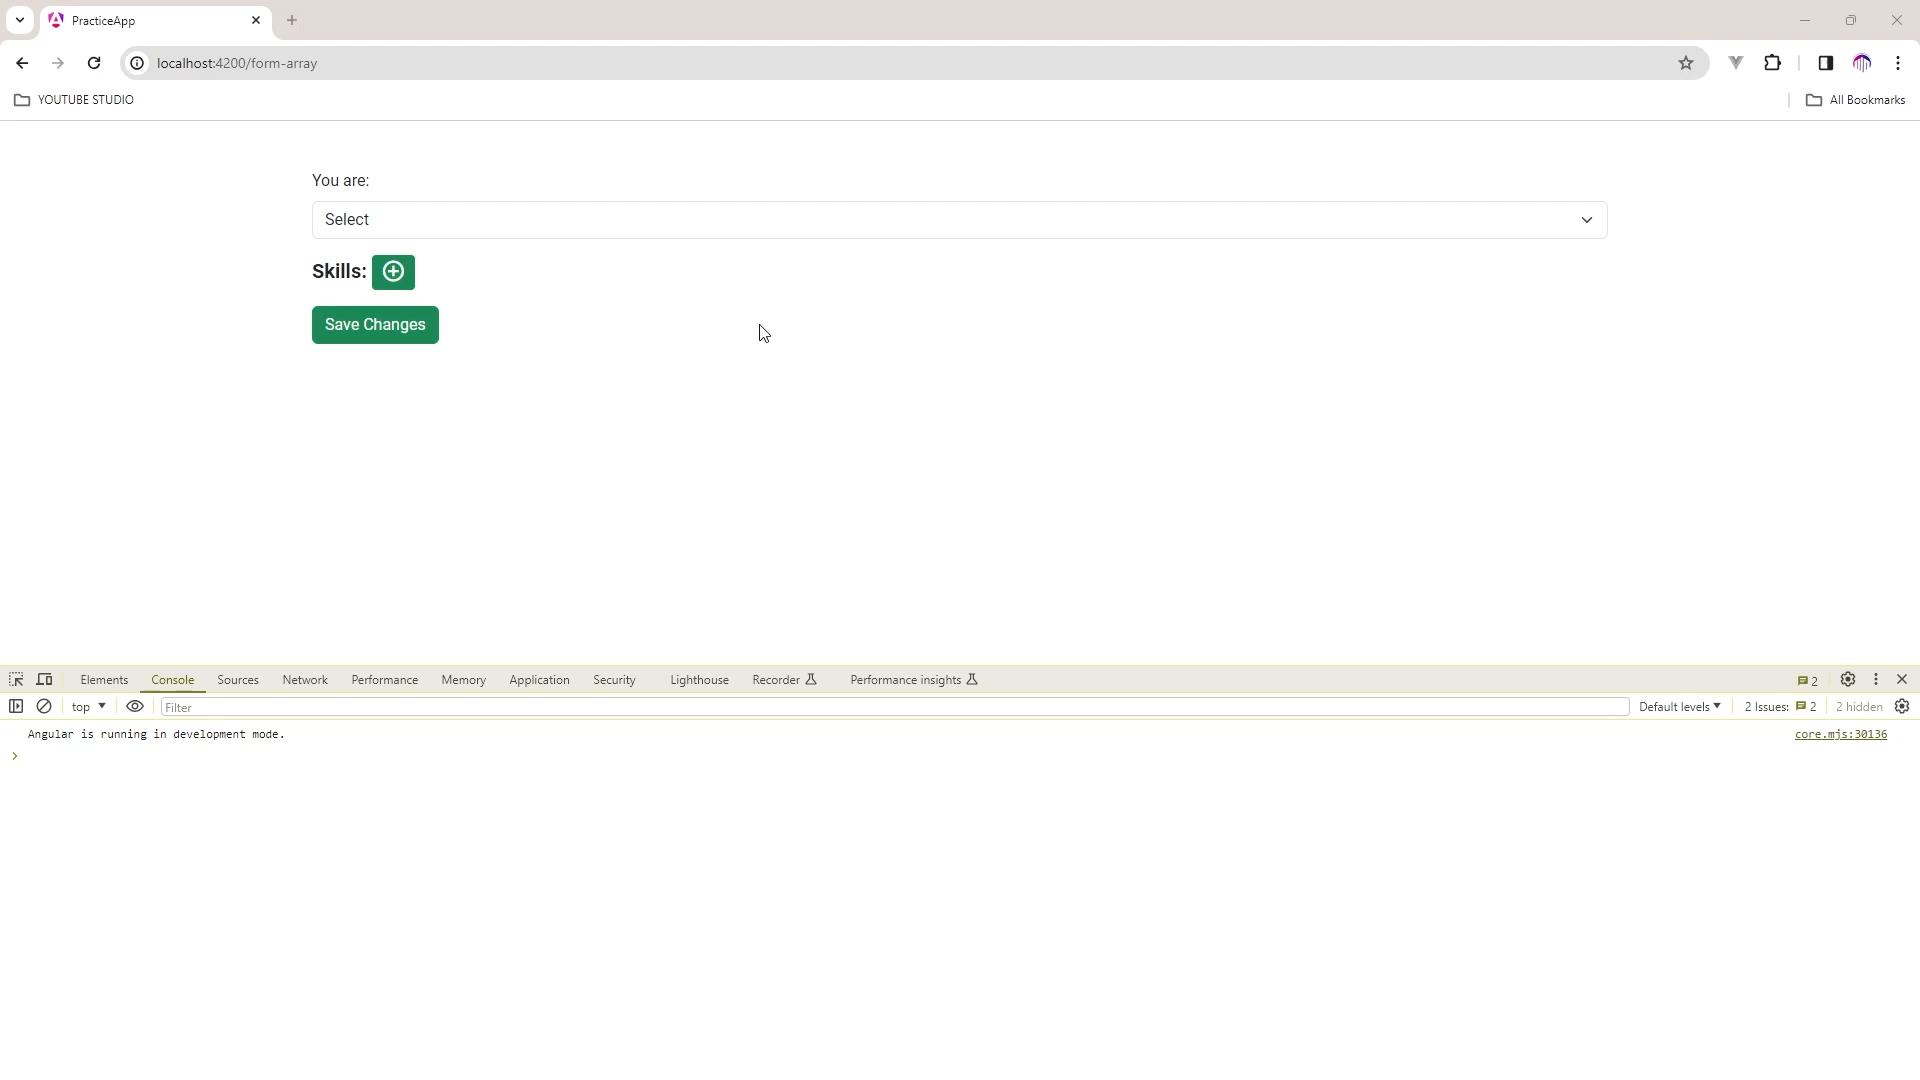 PracticeApp
localhost:4200/form-array
YOUTUBE STUDIO
All Bookmarks
You are:
Select
Skills:
Save Changes
Elements Console Sources Network Performance Memory Application Security Lighthouse Recorder Performance insights 2
top Filter Default levels 2 Issues: 2 2 hidden
Angular is running in development mode. core.mjs:30136